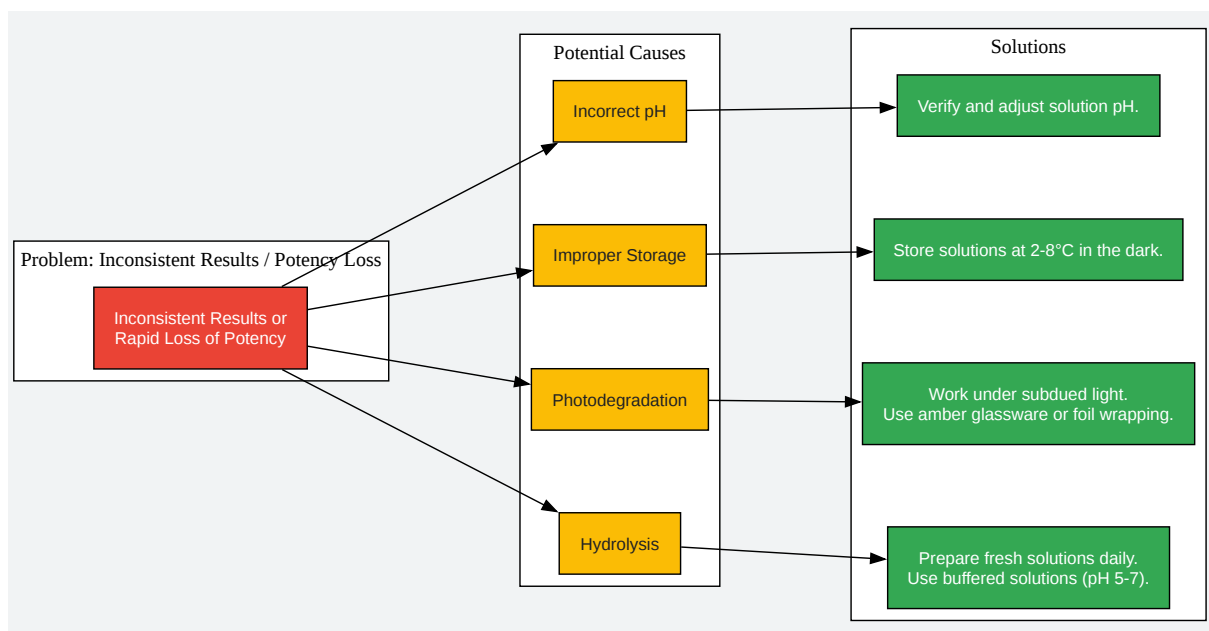 Problem: Inconsistent Results / Potency Loss
Inconsistent Results or
Rapid Loss of Potency
Potential Causes
Incorrect pH
Improper Storage
Photodegradation
Hydrolysis
Solutions
Verify and adjust solution pH.
Store solutions at 2-8°C in the dark.
Work under subdued light.
Use amber glassware or foil wrapping.
Prepare fresh solutions daily.
Use buffered solutions (pH 5-7).